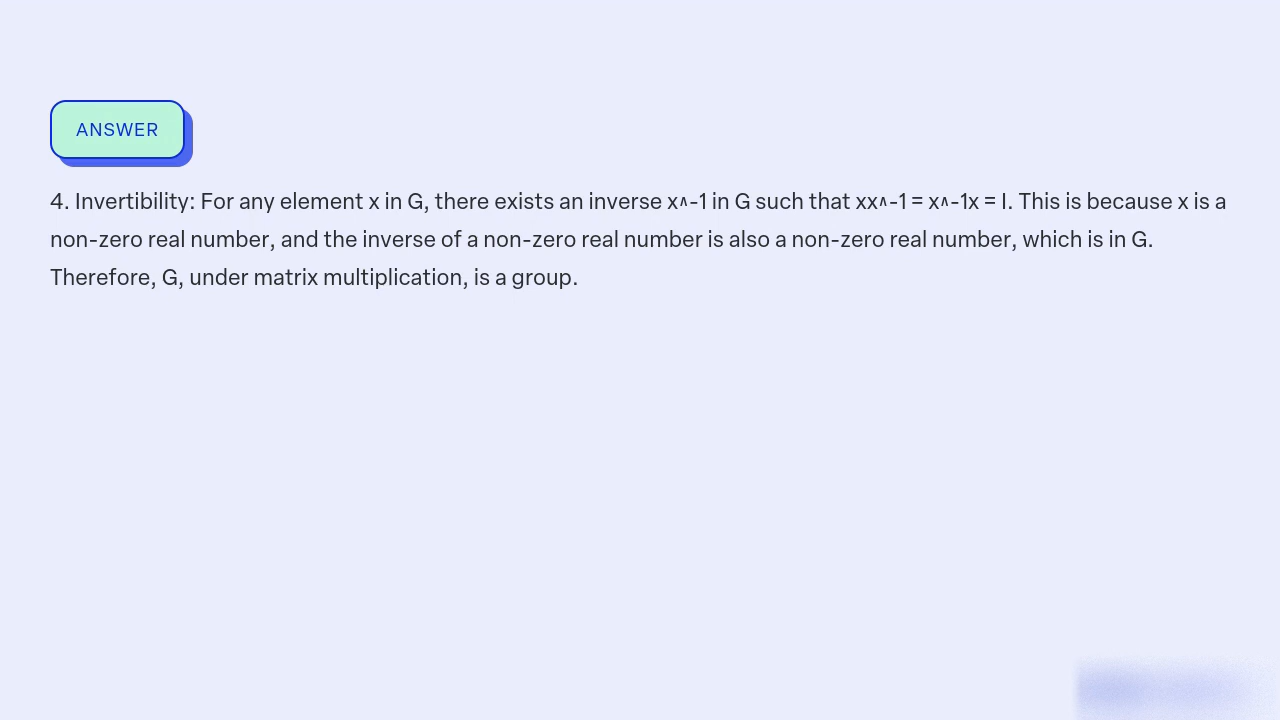 ANSWER
4. Invertibility: For any element x in G, there exists an inverse x^-1 in G such that xx^-1 = x^-1x = I. This is because x is a
non-zero real number, and the inverse of a non-zero real number is also a non-zero real number, which is in G.
Therefore, G, under matrix multiplication, is a group.